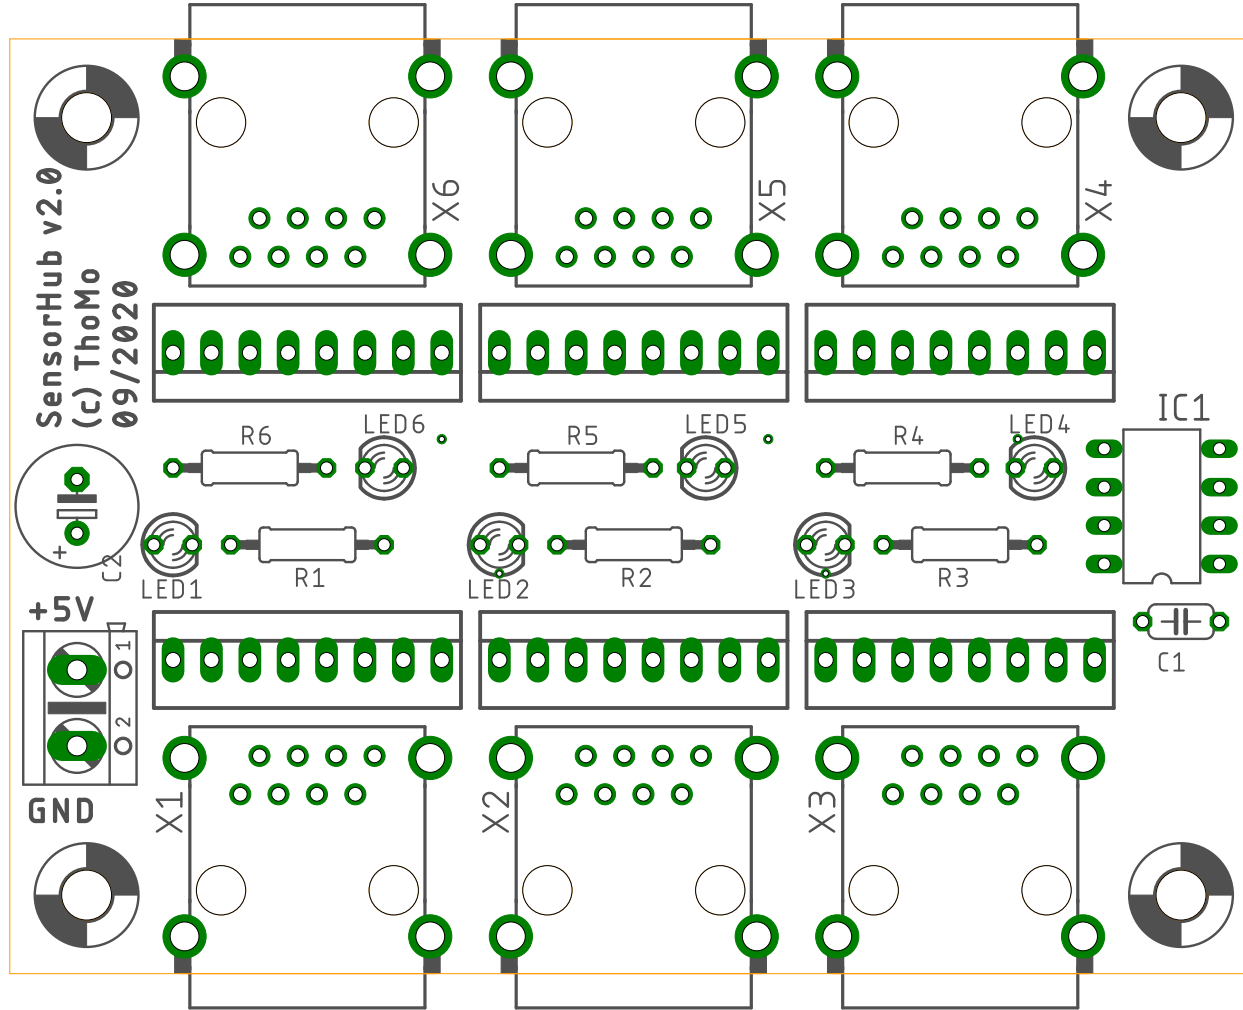 X6
X5
X4
SensorHub v2.0
(c) ThoMo
09/2020
IC1
R6
LED6
R5
LED5
R4
LED4
+
C2
LED1
R1
LED2
R2
LED3
R3
+5V
1
2
C1
GND
X1
X2
X3